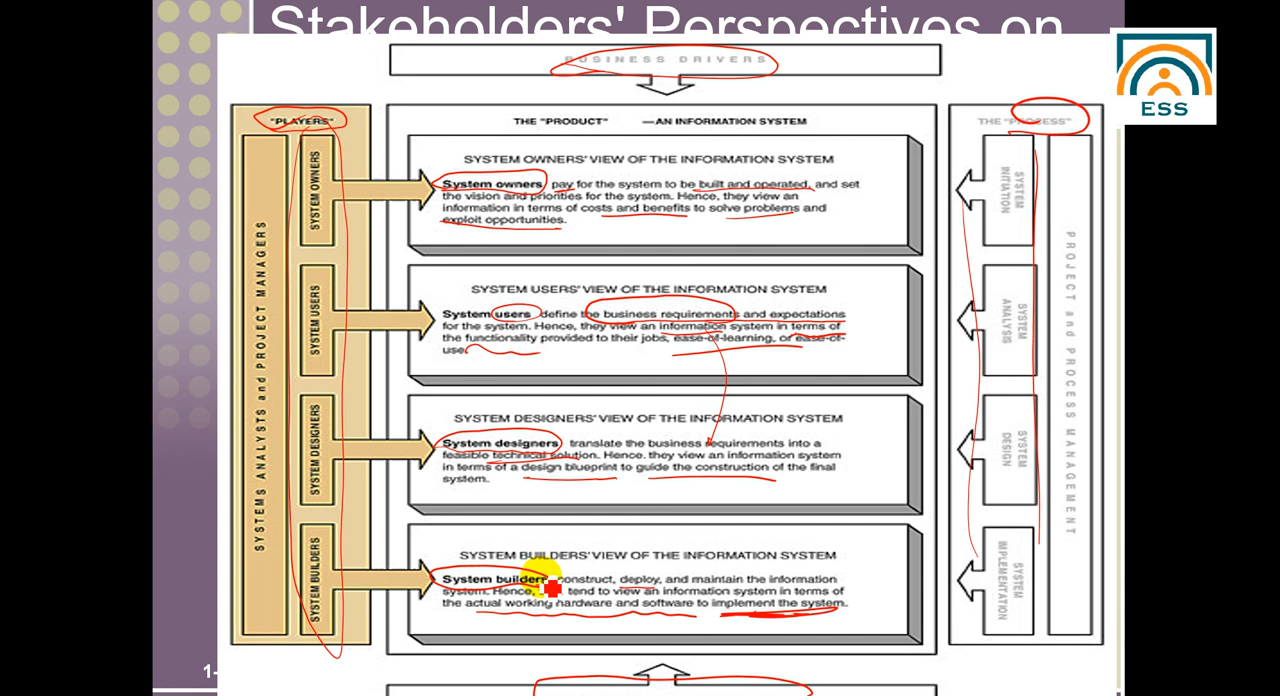 Stakeholders' Perspectives on
ESS
BUSINESS DRIVERS
"PLAYERS"
THE "PRODUCT" —AN INFORMATION SYSTEM
THE "PROCESS"
SYSTEMS ANALYSTS and PROJECT MANAGERS
SYSTEM OWNERS
SYSTEM OWNERS' VIEW OF THE INFORMATION SYSTEM
System owners pay for the system to be built and operated, and set
the vision and priorities for the system. Hence, they view an
information in terms of costs and benefits to solve problems and
exploit opportunities.
SYSTEM
INITIATION
SYSTEM USERS
SYSTEM USERS' VIEW OF THE INFORMATION SYSTEM
System users define the business requirements and expectations
for the system. Hence, they view an information system in terms of
the functionality provided to their jobs, ease-of-learning, or ease-of-
use.
SYSTEM
ANALYSIS
SYSTEM DESIGNERS
SYSTEM DESIGNERS' VIEW OF THE INFORMATION SYSTEM
System designers translate the business requirements into a
feasible technical solution. Hence. they view an information system
in terms of a design blueprint to guide the construction of the final
system.
SYSTEM
DESIGN
SYSTEM BUILDERS
SYSTEM BUILDERS' VIEW OF THE INFORMATION SYSTEM
System builders construct, deploy, and maintain the information
system. Hence, tend to view an information system in terms of
the actual working hardware and software to implement the system.
SYSTEM
IMPLEMENTATION
PROJECT and PROCESS MANAGEMENT
1-